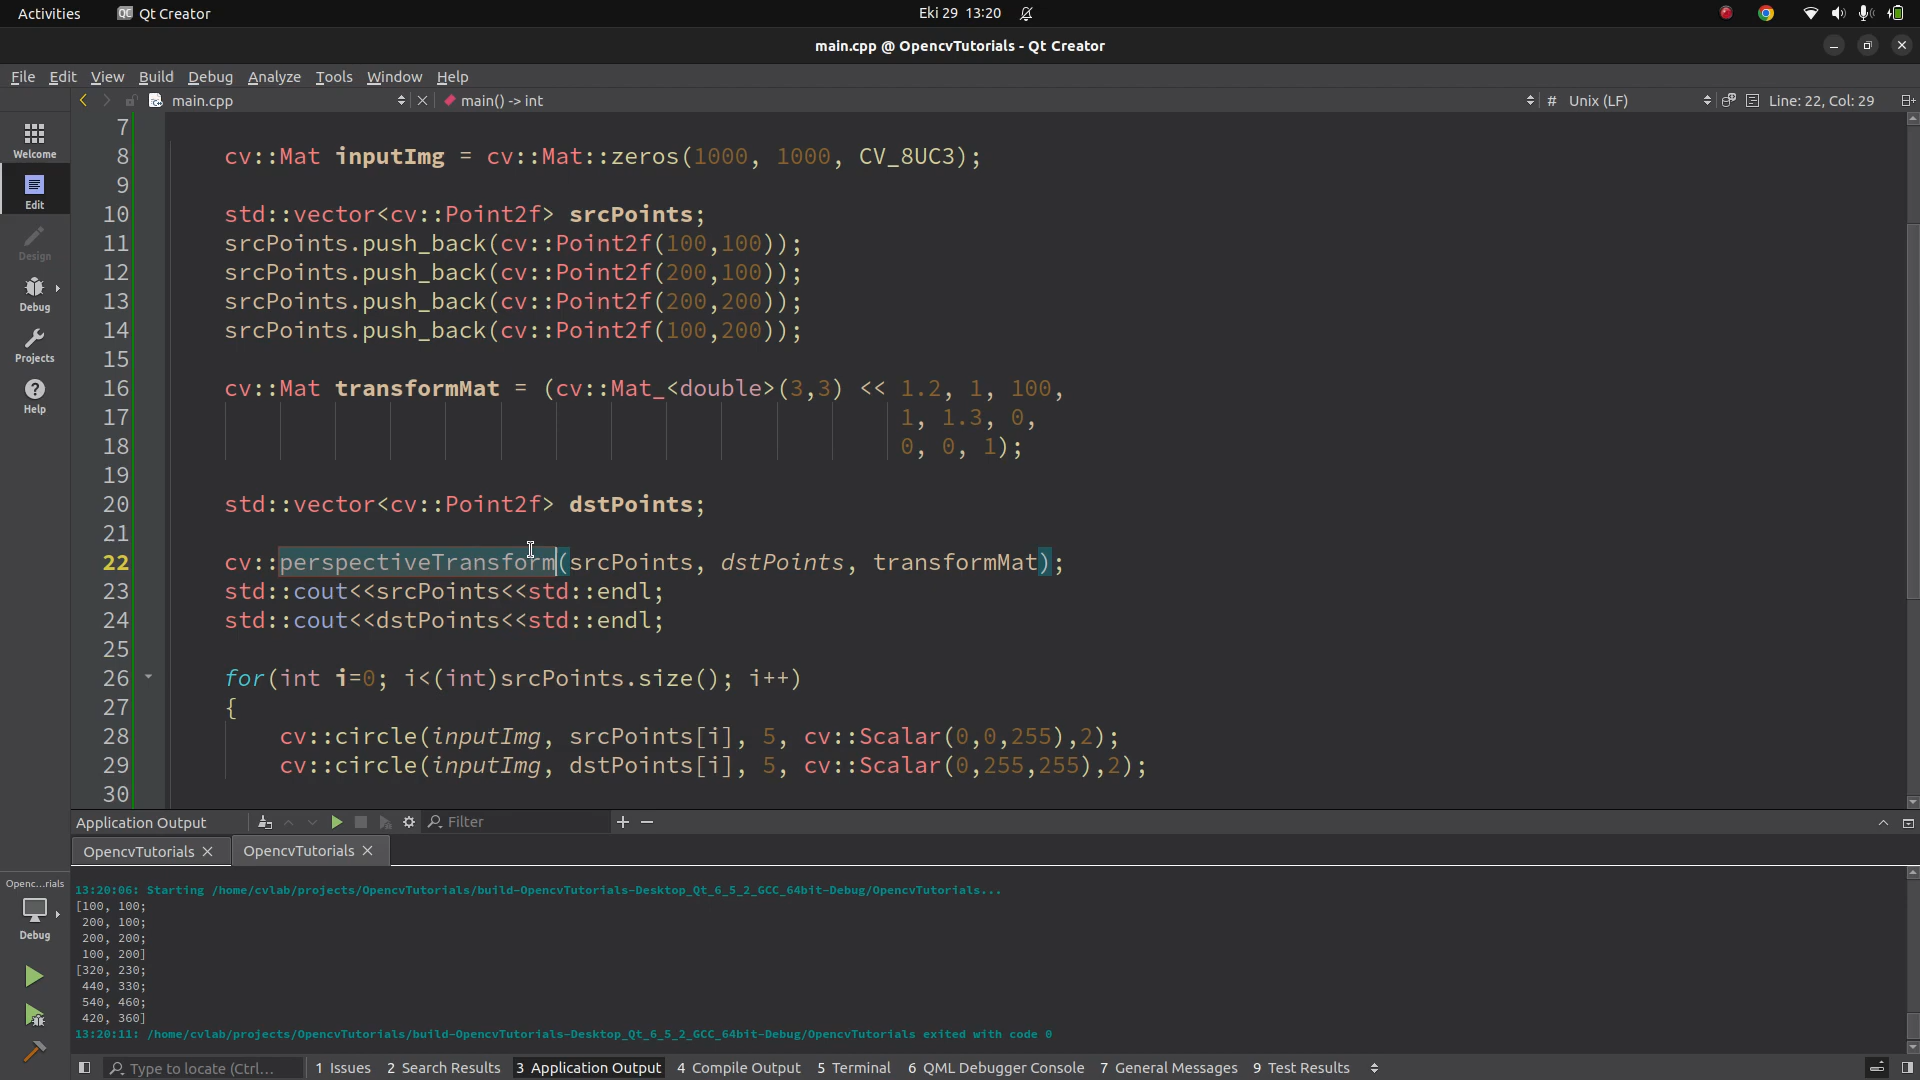 Activities QC Qt Creator Eki 29 13:20
main.cpp @ OpencvTutorials - Qt Creator
File Edit View Build Debug Analyze Tools Window Help
main.cpp main() -> int # Unix (LF) Line: 22, Col: 29
Welcome
Edit
Design
Debug
Projects
Help
7
8 cv::Mat inputImg = cv::Mat::zeros(1000, 1000, CV_8UC3);
9
10 std::vector<cv::Point2f> srcPoints;
11 srcPoints.push_back(cv::Point2f(100,100));
12 srcPoints.push_back(cv::Point2f(200,100));
13 srcPoints.push_back(cv::Point2f(200,200));
14 srcPoints.push_back(cv::Point2f(100,200));
15
16 cv::Mat transformMat = (cv::Mat_<double>(3,3) << 1.2, 1, 100,
17 1, 1.3, 0,
18 0, 0, 1);
19
20 std::vector<cv::Point2f> dstPoints;
21
22 cv::perspectiveTransform(srcPoints, dstPoints, transformMat);
23 std::cout<<srcPoints<<std::endl;
24 std::cout<<dstPoints<<std::endl;
25
26 for(int i=0; i<(int)srcPoints.size(); i++)
27 {
28 cv::circle(inputImg, srcPoints[i], 5, cv::Scalar(0,0,255),2);
29 cv::circle(inputImg, dstPoints[i], 5, cv::Scalar(0,255,255),2);
30
Application Output Filter
OpencvTutorials OpencvTutorials
Openc...rials
Debug
13:20:06: Starting /home/cvlab/projects/OpencvTutorials/build-OpencvTutorials-Desktop_Qt_6_5_2_GCC_64bit-Debug/OpencvTutorials...
[100, 100;
200, 100;
200, 200;
100, 200]
[320, 230;
440, 330;
540, 460;
420, 360]
13:20:11: /home/cvlab/projects/OpencvTutorials/build-OpencvTutorials-Desktop_Qt_6_5_2_GCC_64bit-Debug/OpencvTutorials exited with code 0
Type to locate (Ctrl... 1 Issues 2 Search Results 3 Application Output 4 Compile Output 5 Terminal 6 QML Debugger Console 7 General Messages 9 Test Results